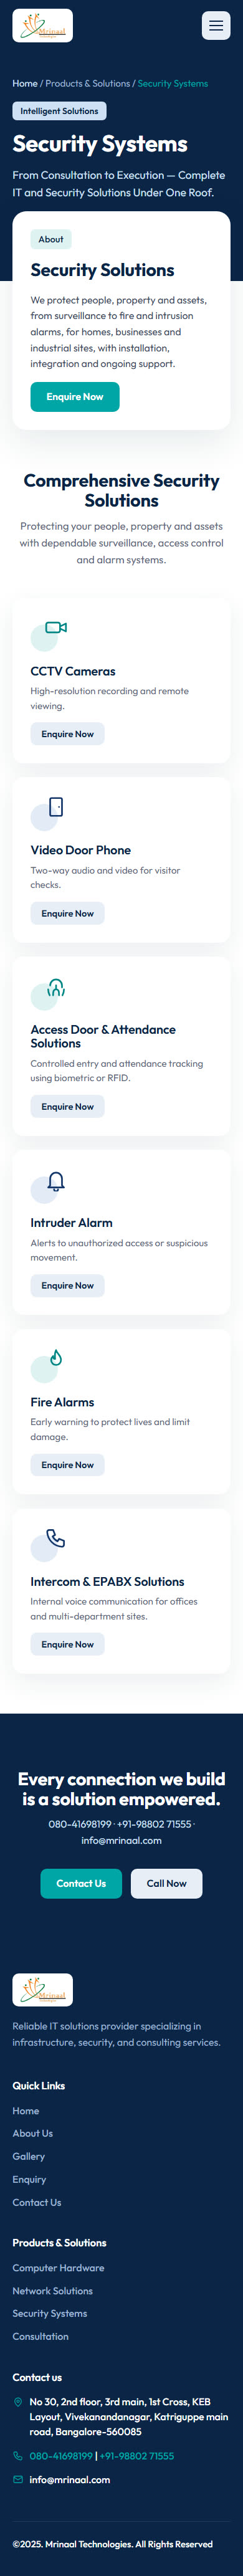 Mrinaal
Home / Products & Solutions / Security Systems
Intelligent Solutions
Security Systems
From Consultation to Execution — Complete
IT and Security Solutions Under One Roof.
About
Security Solutions
We protect people, property and assets,
from surveillance to fire and intrusion
alarms, for homes, businesses and
industrial sites, with installation,
integration and ongoing support.
Enquire Now
Comprehensive Security
Solutions
Protecting your people, property and assets
with dependable surveillance, access control
and alarm systems.
CCTV Cameras
High-resolution recording and remote
viewing.
Enquire Now
Video Door Phone
Two-way audio and video for visitor
checks.
Enquire Now
Access Door & Attendance
Solutions
Controlled entry and attendance tracking
using biometric or RFID.
Enquire Now
Intruder Alarm
Alerts to unauthorized access or suspicious
movement.
Enquire Now
Fire Alarms
Early warning to protect lives and limit
damage.
Enquire Now
Intercom & EPABX Solutions
Internal voice communication for offices
and multi-department sites.
Enquire Now
Every connection we build
is a solution empowered.
080-41698199 · +91-98802 71555 ·
info@mrinaal.com
Contact Us
Call Now
Mrinaal
Reliable IT solutions provider specializing in
infrastructure, security, and consulting services.
Quick Links
Home
About Us
Gallery
Enquiry
Contact Us
Products & Solutions
Computer Hardware
Network Solutions
Security Systems
Consultation
Contact us
No 30, 2nd floor, 3rd main, 1st Cross, KEB
Layout, Vivekanandanagar, Katriguppe main
road, Bangalore-560085
080-41698199 | +91-98802 71555
info@mrinaal.com
©2025. Mrinaal Technologies. All Rights Reserved